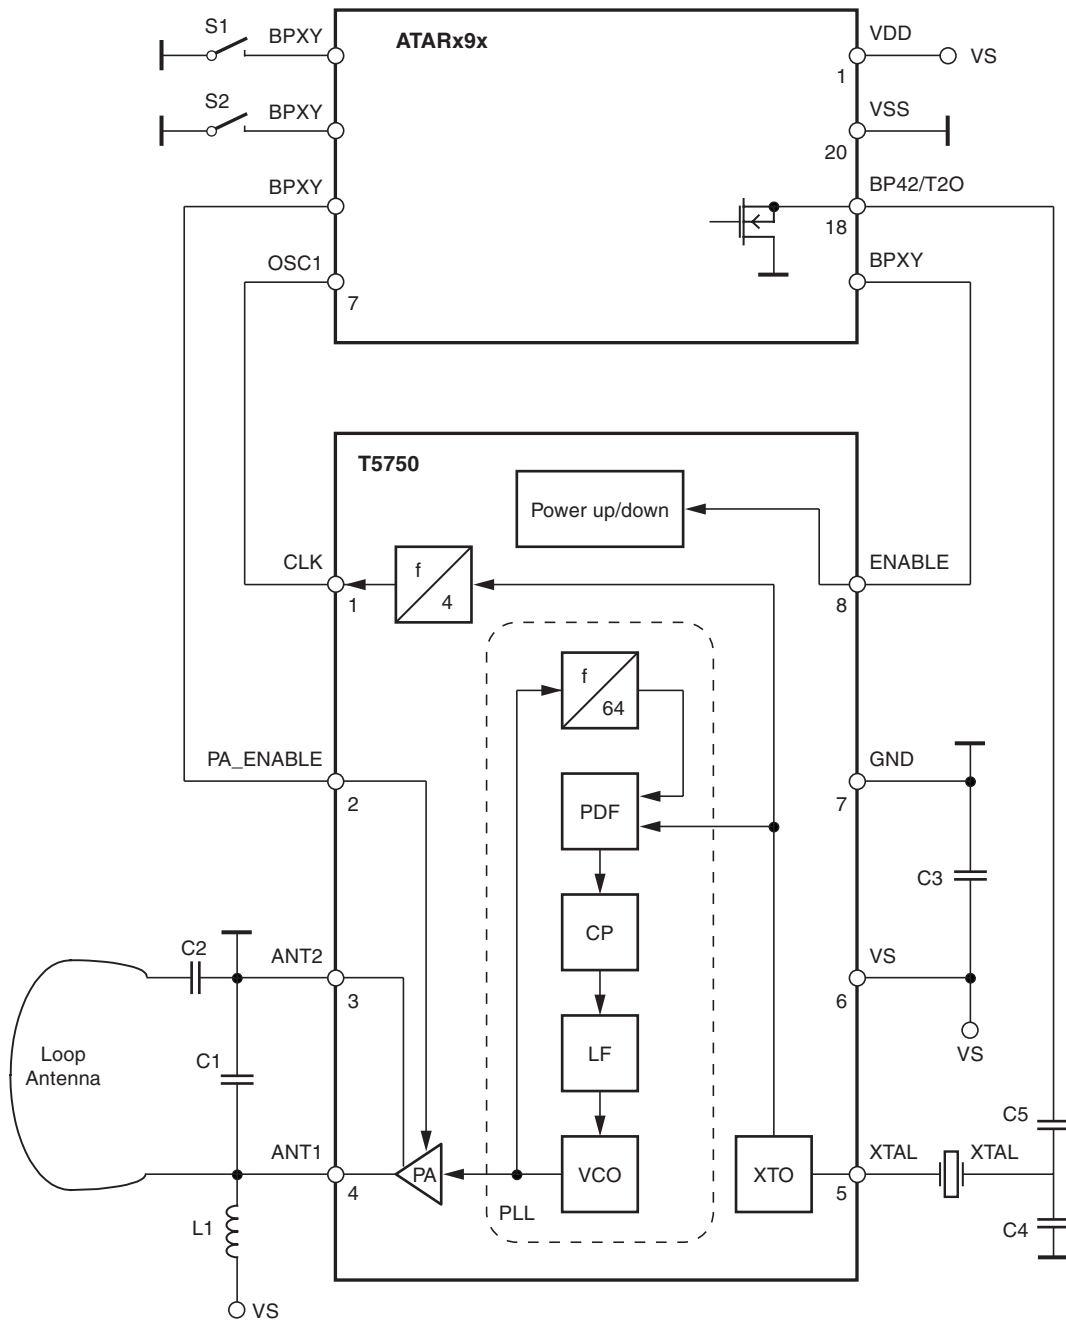 S1
BPXY
ATARx9x
VDD
1
VS
S2
BPXY
VSS
20
BPXY
BP42/T2O
18
OSC1
7
BPXY
T5750
Power up/down
CLK
1
f
4
ENABLE
8
f
64
PA_ENABLE
2
GND
7
PDF
C3
CP
C2
ANT2
3
VS
6
LF
VS
Loop
Antenna
C1
C5
ANT1
4
PA
VCO
XTO
XTAL
5
XTAL
PLL
L1
C4
VS